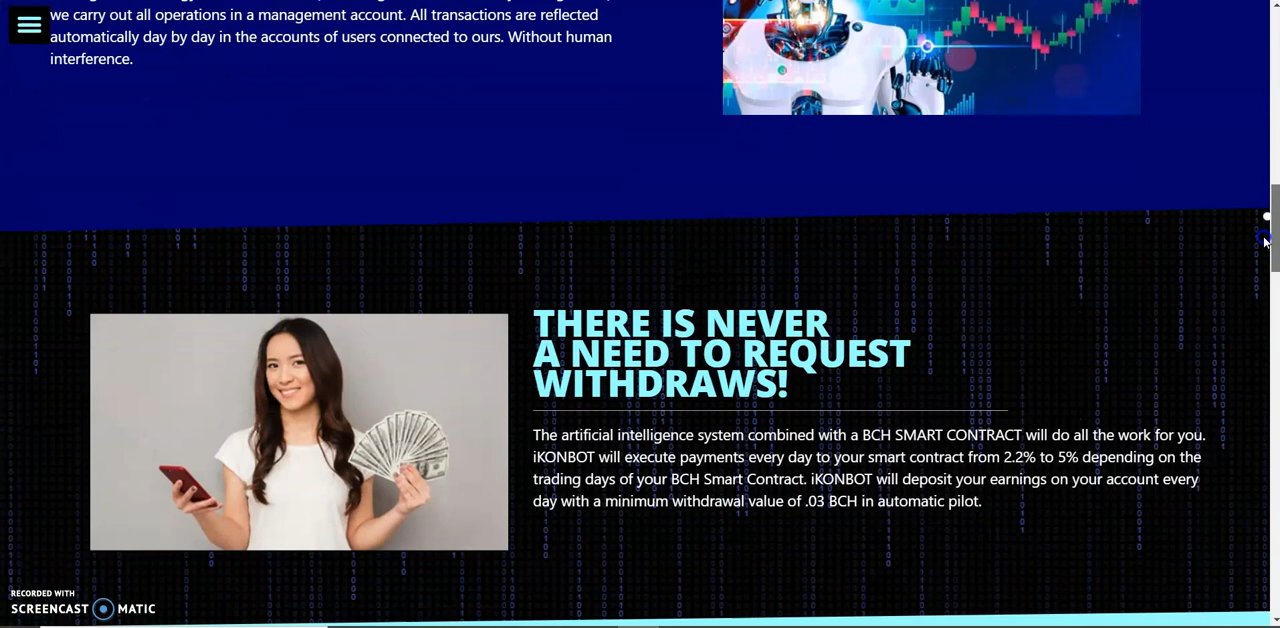 we carry out all operations in a management account. All transactions are reflected
automatically day by day in the accounts of users connected to ours. Without human
interference.
THERE IS NEVER
A NEED TO REQUEST
WITHDRAWS!
The artificial intelligence system combined with a BCH SMART CONTRACT will do all the work for you.
iKONBOT will execute payments every day to your smart contract from 2.2% to 5% depending on the
trading days of your BCH Smart Contract. iKONBOT will deposit your earnings on your account every
day with a minimum withdrawal value of .03 BCH in automatic pilot.
RECORDED WITH
SCREENCAST MATIC